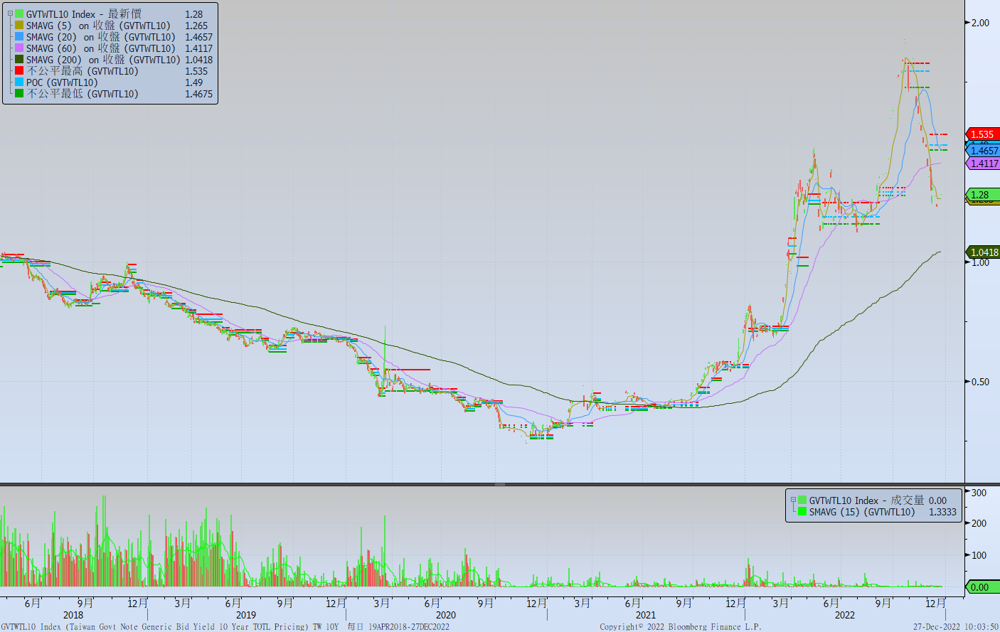 GVTWTL10 Index - 最新價 1.28
SMAVG (5) on 收盤 (GVTWTL10) 1.265
SMAVG (20) on 收盤 (GVTWTL10) 1.4657
SMAVG (60) on 收盤 (GVTWTL10) 1.4117
SMAVG (200) on 收盤 (GVTWTL10) 1.0418
不公平最高 (GVTWTL10) 1.535
POC (GVTWTL10) 1.49
不公平最低 (GVTWTL10) 1.4675
2.00
1.535
1.4657
1.4117
1.28
1.0418
1.00
0.50
GVTWTL10 Index - 成交量 0.00
SMAVG (15) (GVTWTL10) 1.3333
300
200
100
0.00
6月 9月 12月 3月 6月 9月 12月 3月 6月 9月 12月 3月 6月 9月 12月 3月 6月 9月 12月
2018 2019 2020 2021 2022
GVTWTL10 Index (Taiwan Govt Note Generic Bid Yield 10 Year TOTL Pricing) TW 10Y 每日 19APR2018-27DEC2022 Copyright© 2022 Bloomberg Finance L.P. 27-Dec-2022 10:03:50